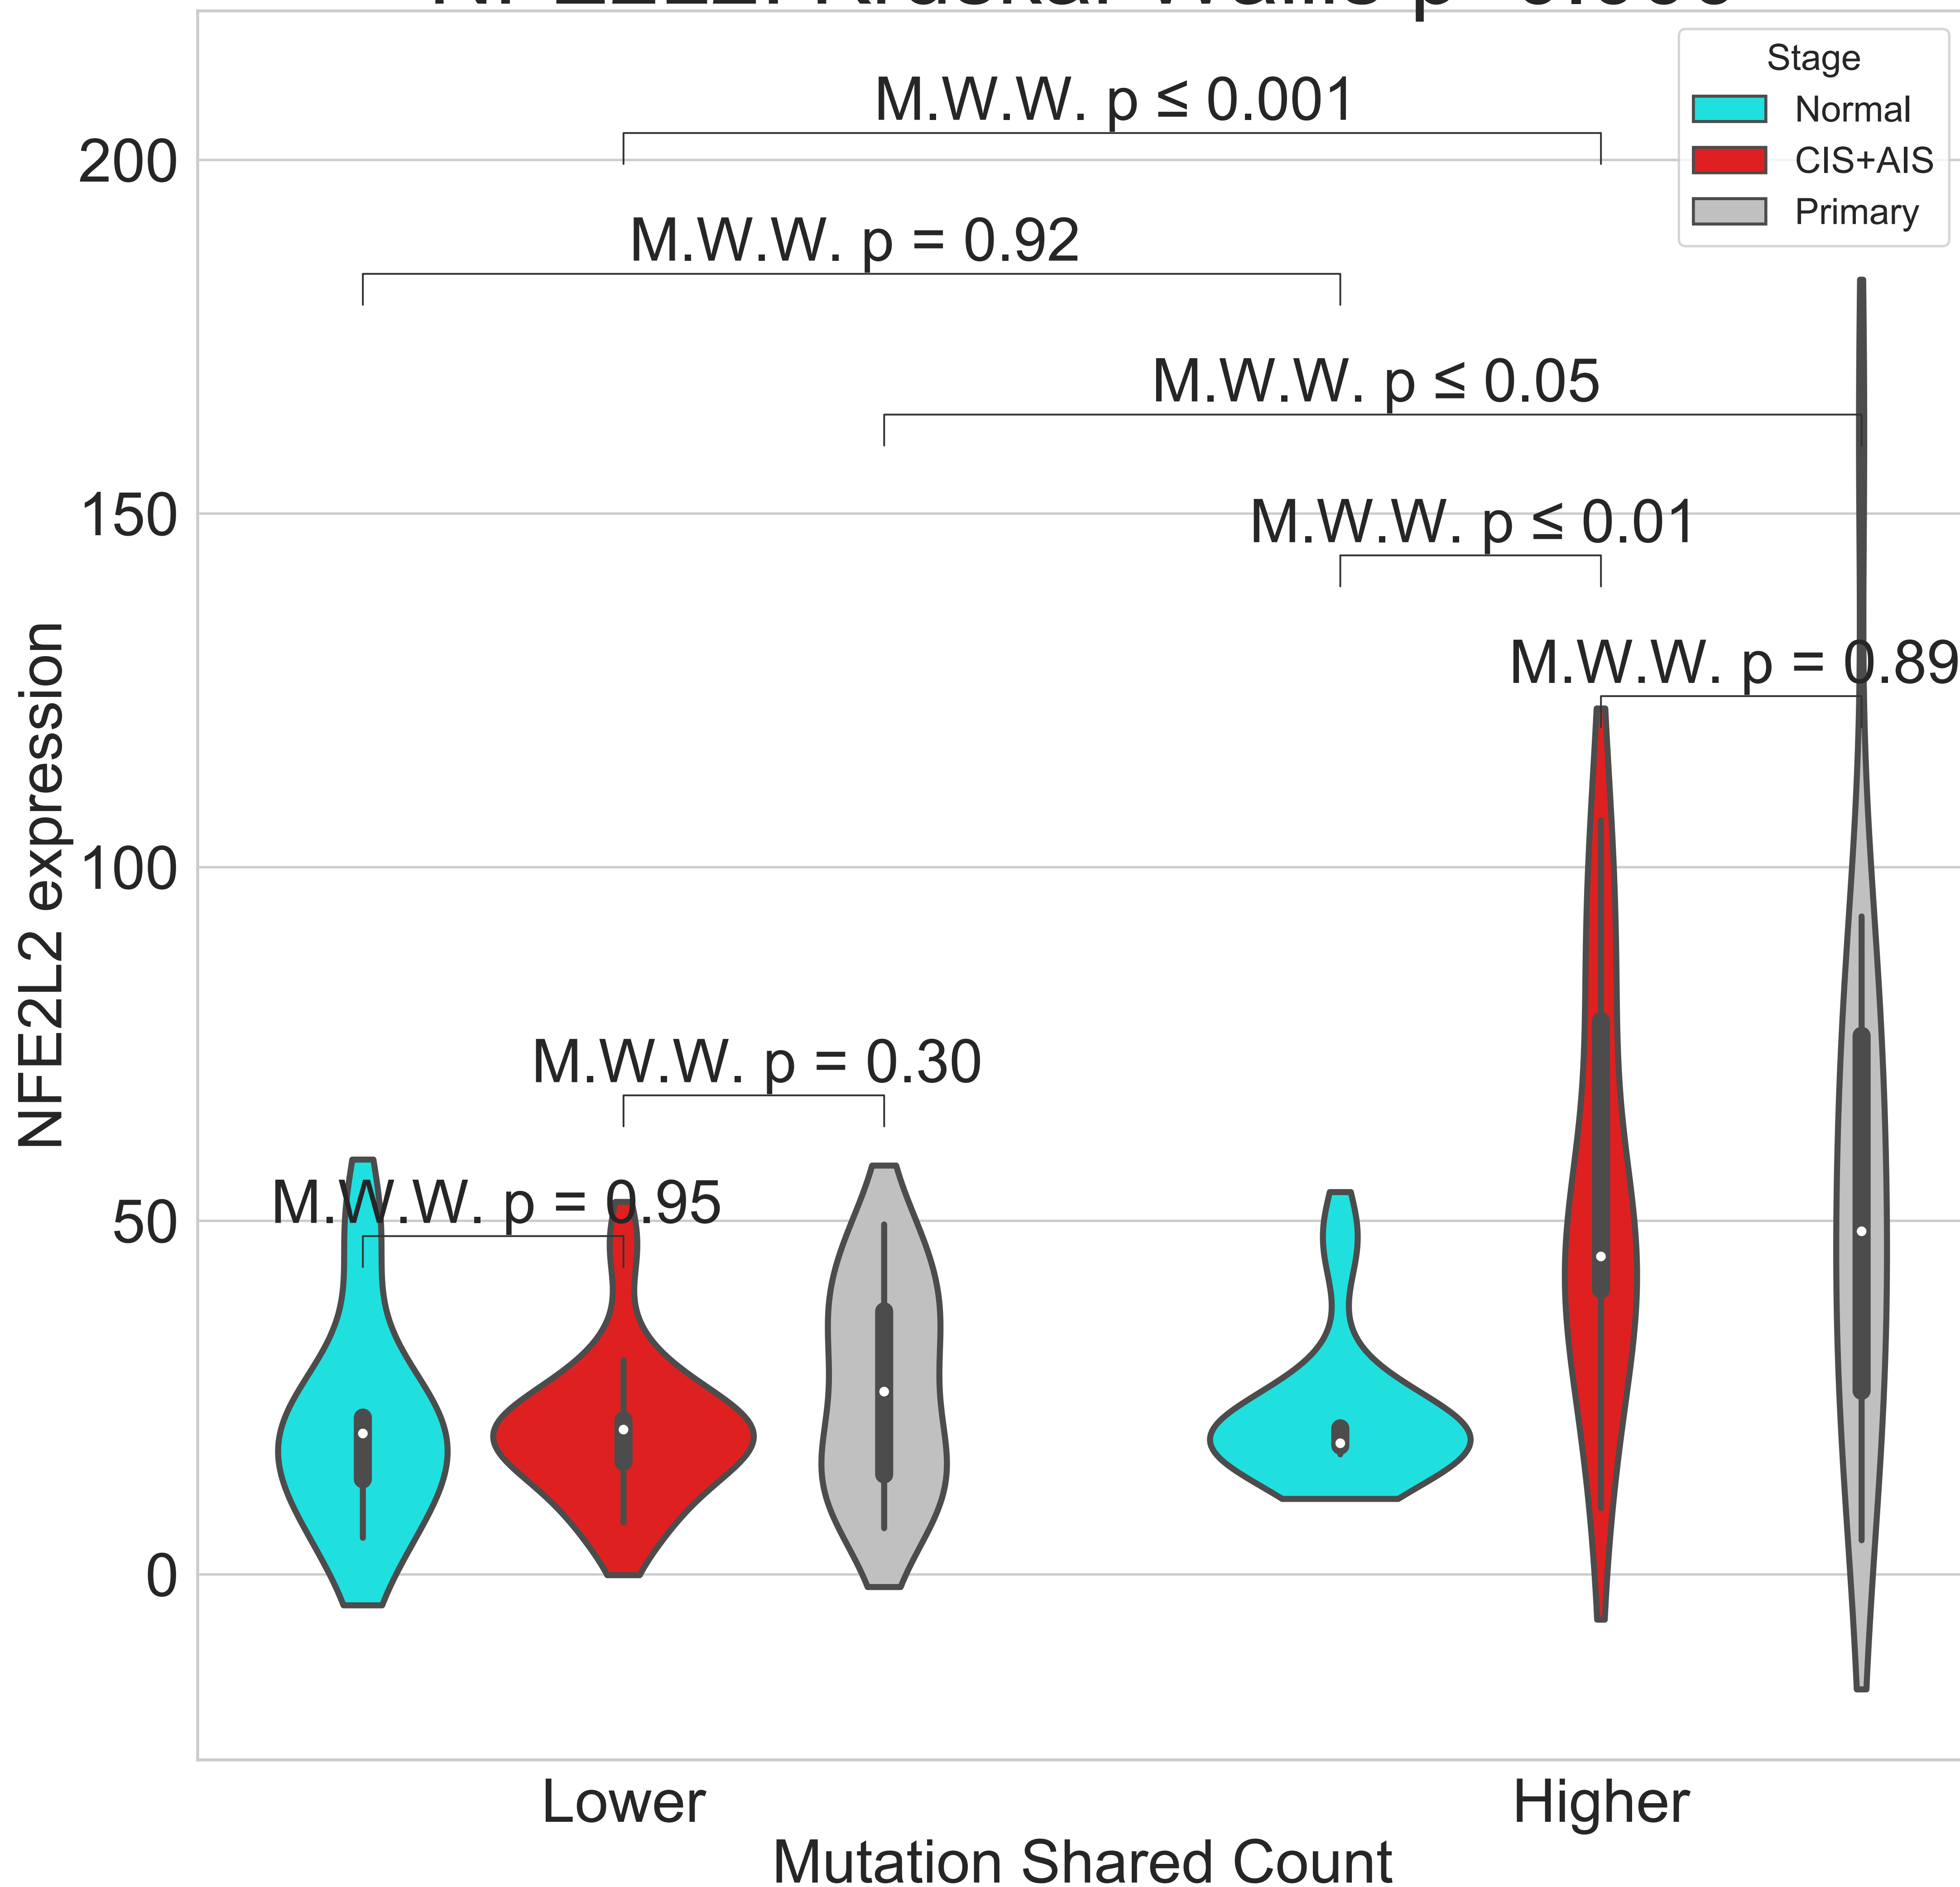 Stage
Normal
CIS+AIS
Primary
M.W.W. p ≤ 0.001
M.W.W. p = 0.92
M.W.W. p ≤ 0.05
M.W.W. p ≤ 0.01
M.W.W. p = 0.89
M.W.W. p = 0.30
M.W.W. p = 0.95
200
150
100
50
0
NFE2L2 expression
Lower
Higher
Mutation Shared Count